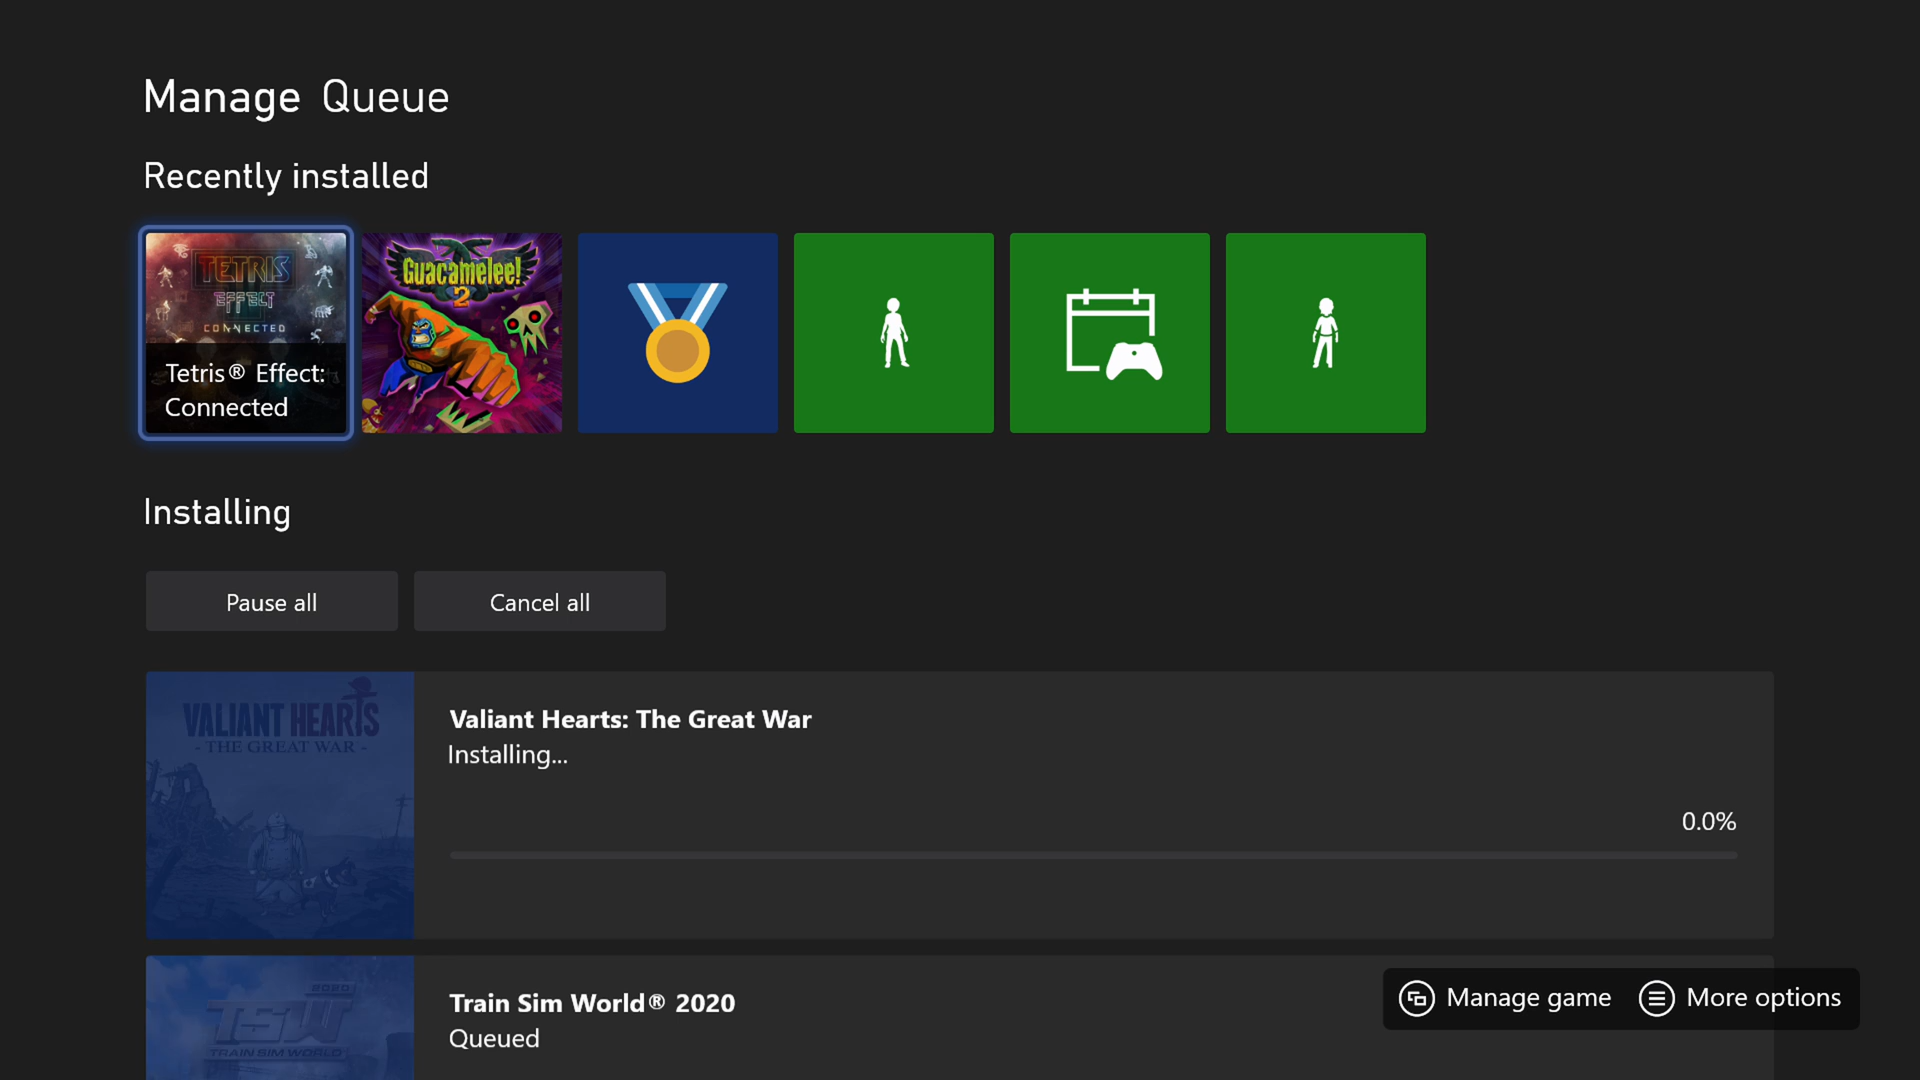 Manage Queue
Recently installed
TETRIS
EFFECT
CONNECTED
Tetris® Effect:
Connected
Guacamelee!
2
Installing
Pause all
Cancel all
VALIANT HEARTS
- THE GREAT WAR -
Valiant Hearts: The Great War
Installing...
0.0%
2020
TSW
TRAIN SIM WORLD
Train Sim World® 2020
Queued
Manage game
More options